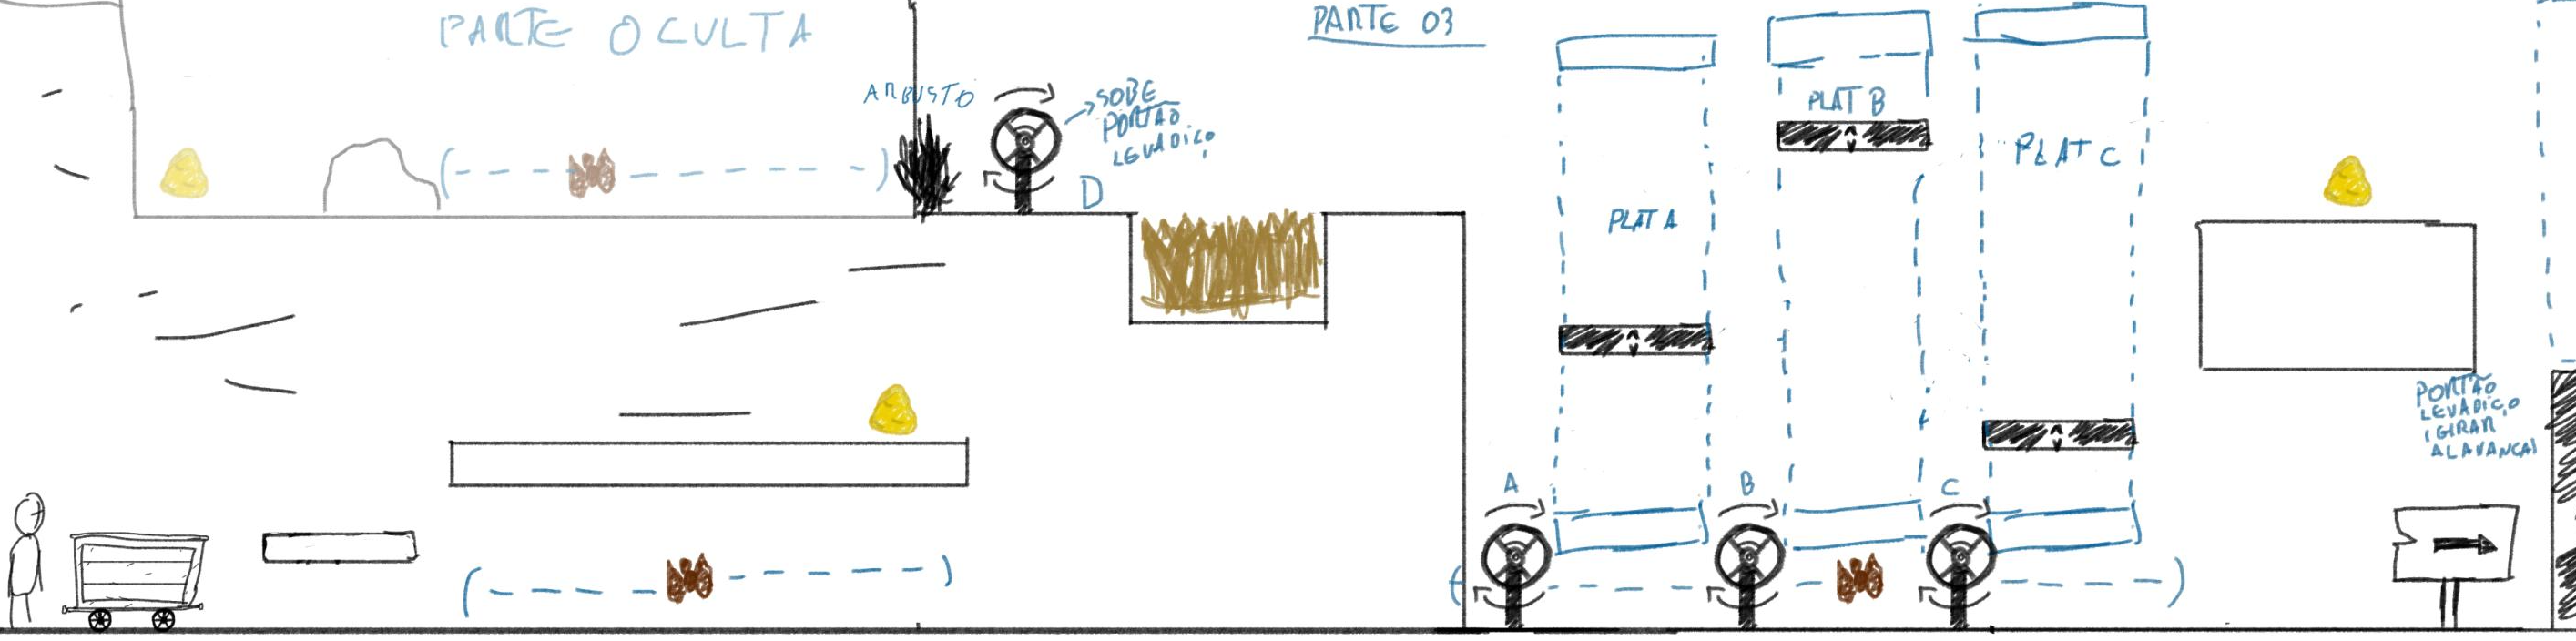 PARTE OCULTA
PARTE 03
ARBUSTO
SOBE
PORTÃO
LEVADIÇO
D
PLAT A
PLAT B
PLAT C
A
B
C
PORTÃO
LEVADIÇO
(GIRAR
ALAVANCA)